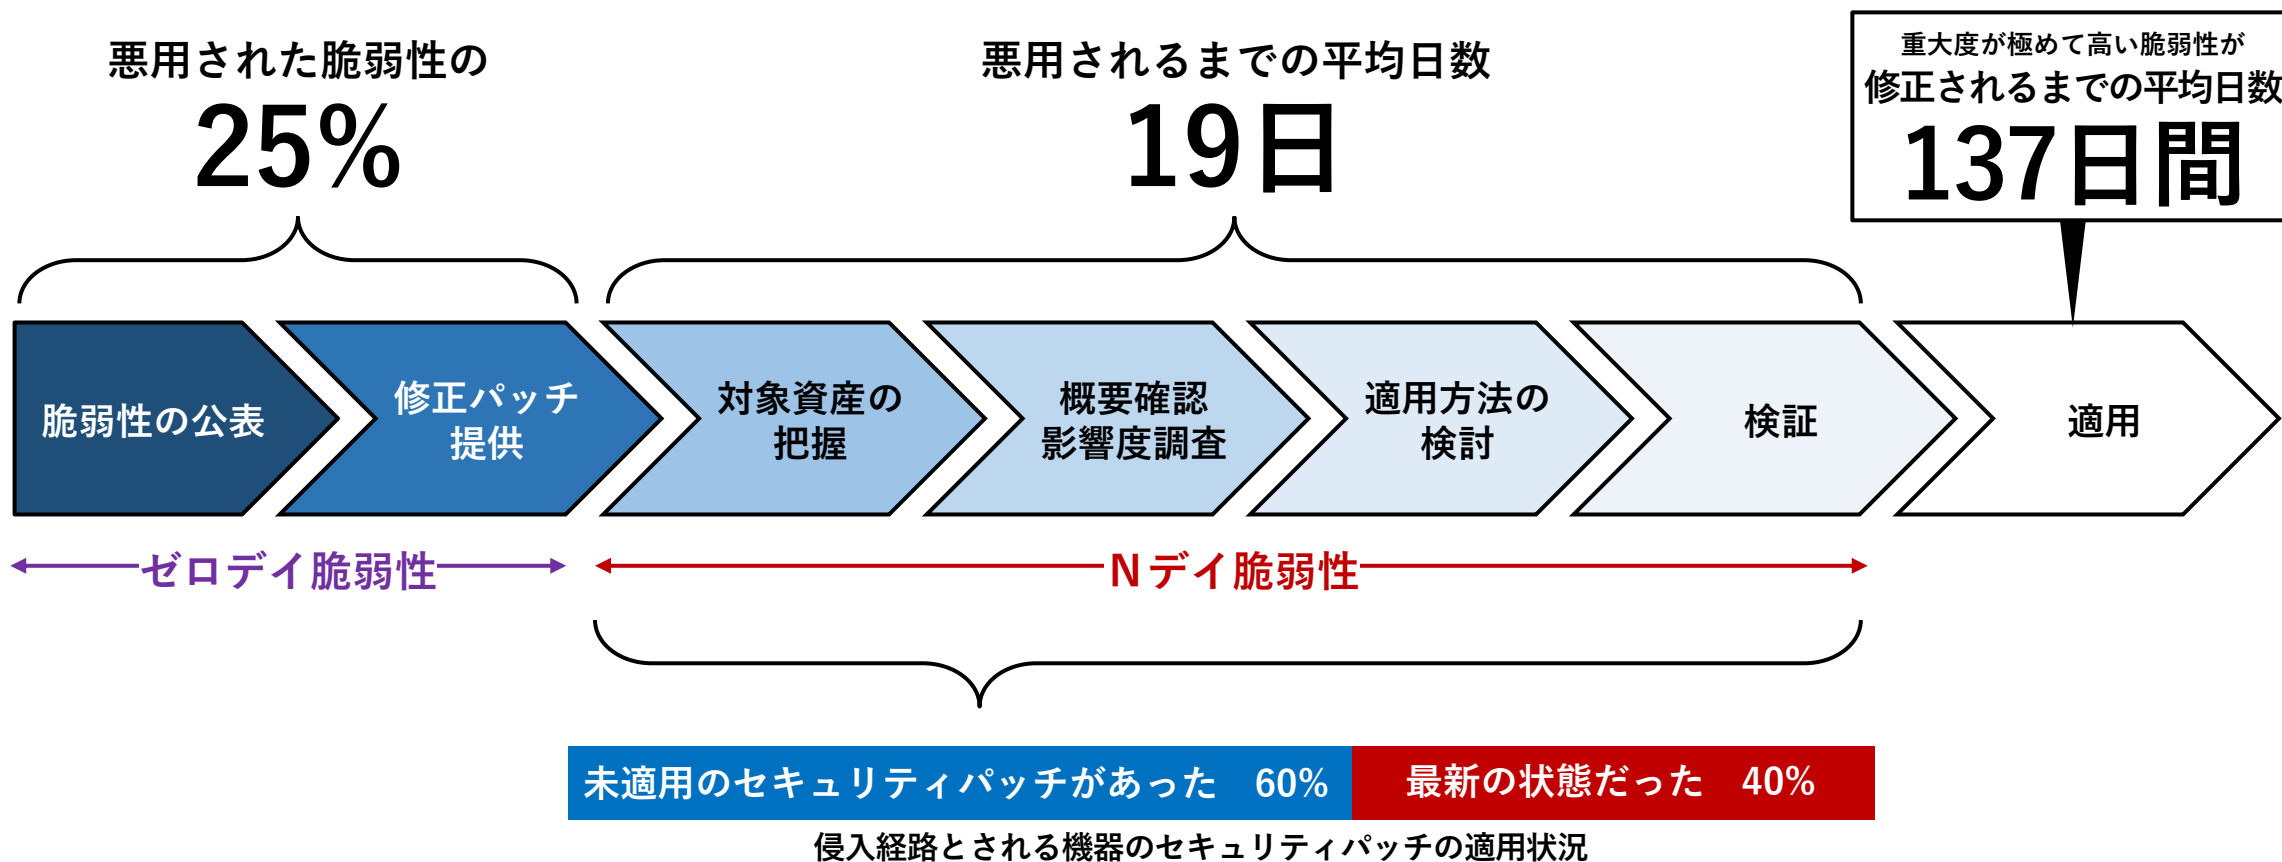 悪用された脆弱性の
25%
悪用されるまでの平均日数
19日
重大度が極めて高い脆弱性が
修正されるまでの平均日数
137日間
脆弱性の公表
修正パッチ
提供
対象資産の
把握
概要確認
影響度調査
適用方法の
検討
検証
適用
ゼロデイ脆弱性
Nデイ脆弱性
未適用のセキュリティパッチがあった　60%
最新の状態だった　40%
侵入経路とされる機器のセキュリティパッチの適用状況